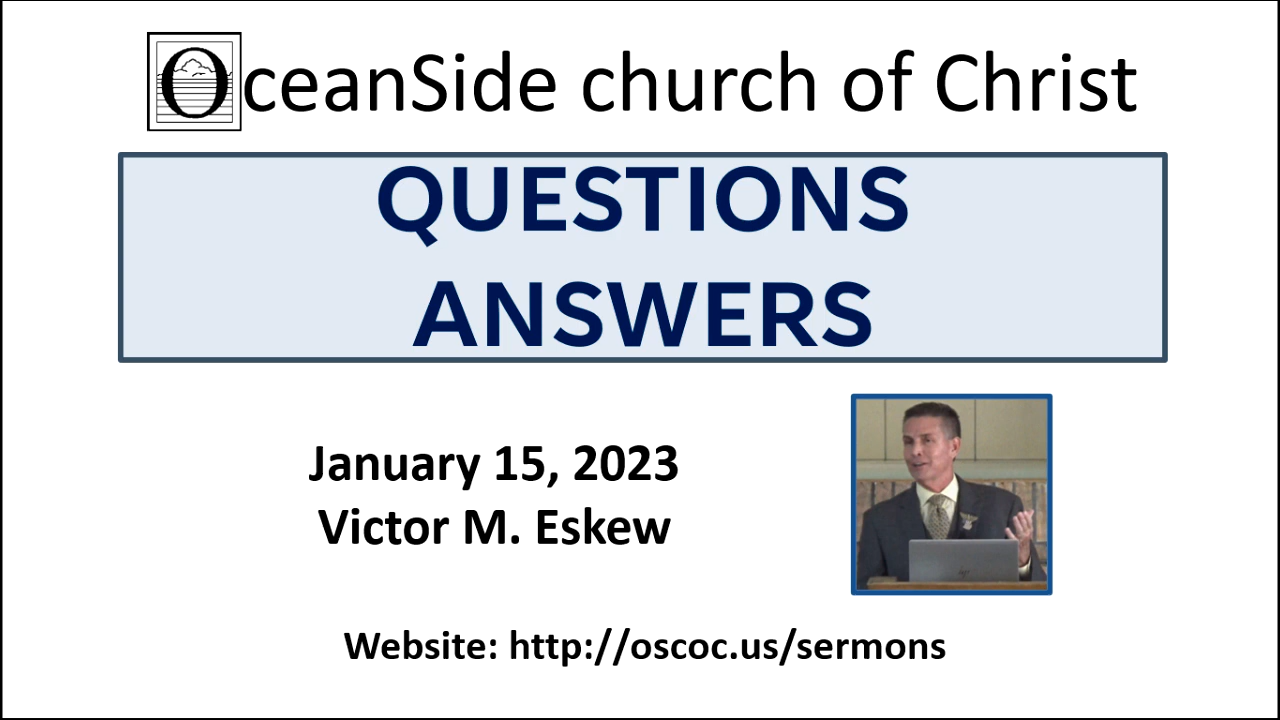 OceanSide church of Christ
QUESTIONS
ANSWERS
January 15, 2023
Victor M. Eskew
Website: http://oscoc.us/sermons